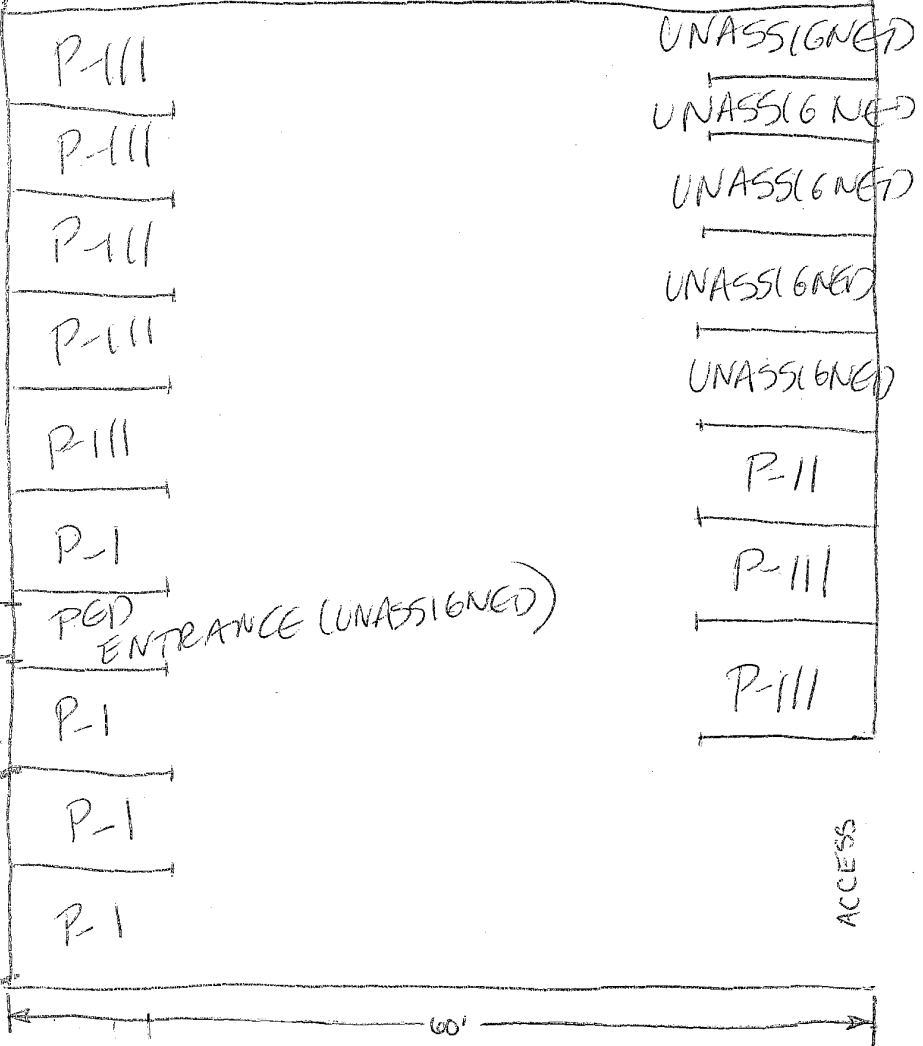 P-III
P-III
P-III
P-III
P-III
P-I
PED
ENTRANCE (UNASSIGNED)
P-I
P-I
P-I
UNASSIGNED
UNASSIGNED
UNASSIGNED
UNASSIGNED
UNASSIGNED
P-II
P-III
P-III
ACCESS
60'